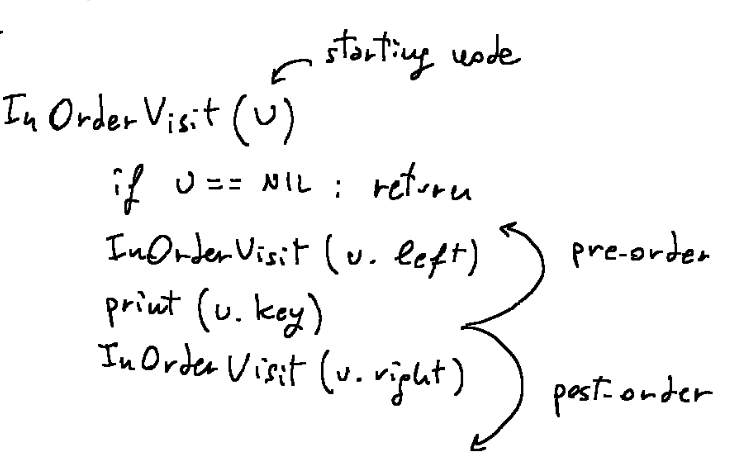 starting node
InOrderVisit (v)
if v == NIL : return
InOrderVisit (v. left)
pre-order
print (v. key)
InOrderVisit (v. right)
post-order